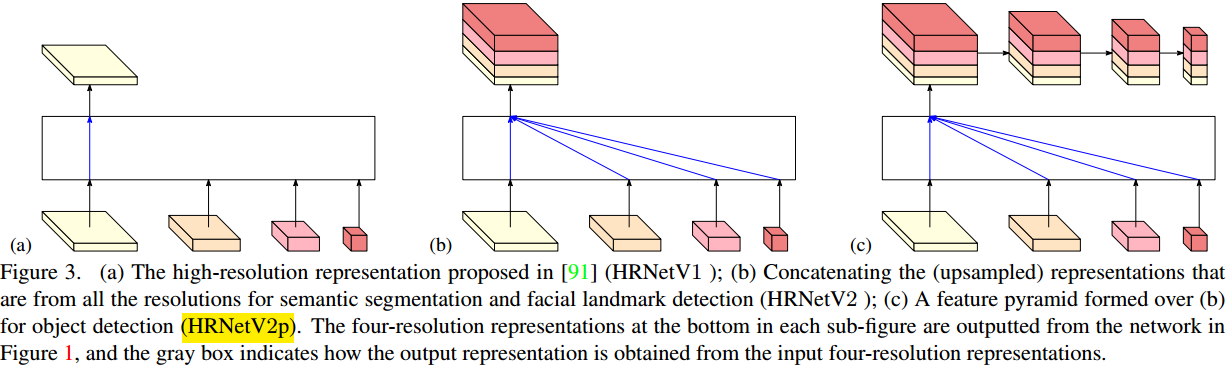 (a) (b) (c)
Figure 3. (a) The high-resolution representation proposed in [91] (HRNetV1 ); (b) Concatenating the (upsampled) representations that
are from all the resolutions for semantic segmentation and facial landmark detection (HRNetV2 ); (c) A feature pyramid formed over (b)
for object detection (HRNetV2p). The four-resolution representations at the bottom in each sub-figure are outputted from the network in
Figure 1, and the gray box indicates how the output representation is obtained from the input four-resolution representations.